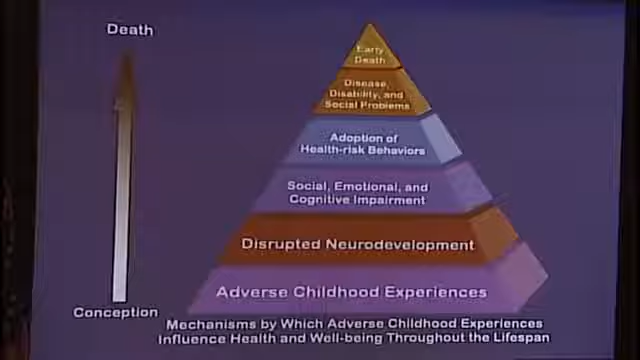 Death
Early
Death
Disease,
Disability, and
Social Problems
Adoption of
Health-risk Behaviors
Social, Emotional, and
Cognitive Impairment
Disrupted Neurodevelopment
Adverse Childhood Experiences
Conception
Mechanisms by Which Adverse Childhood Experiences
Influence Health and Well-being Throughout the Lifespan